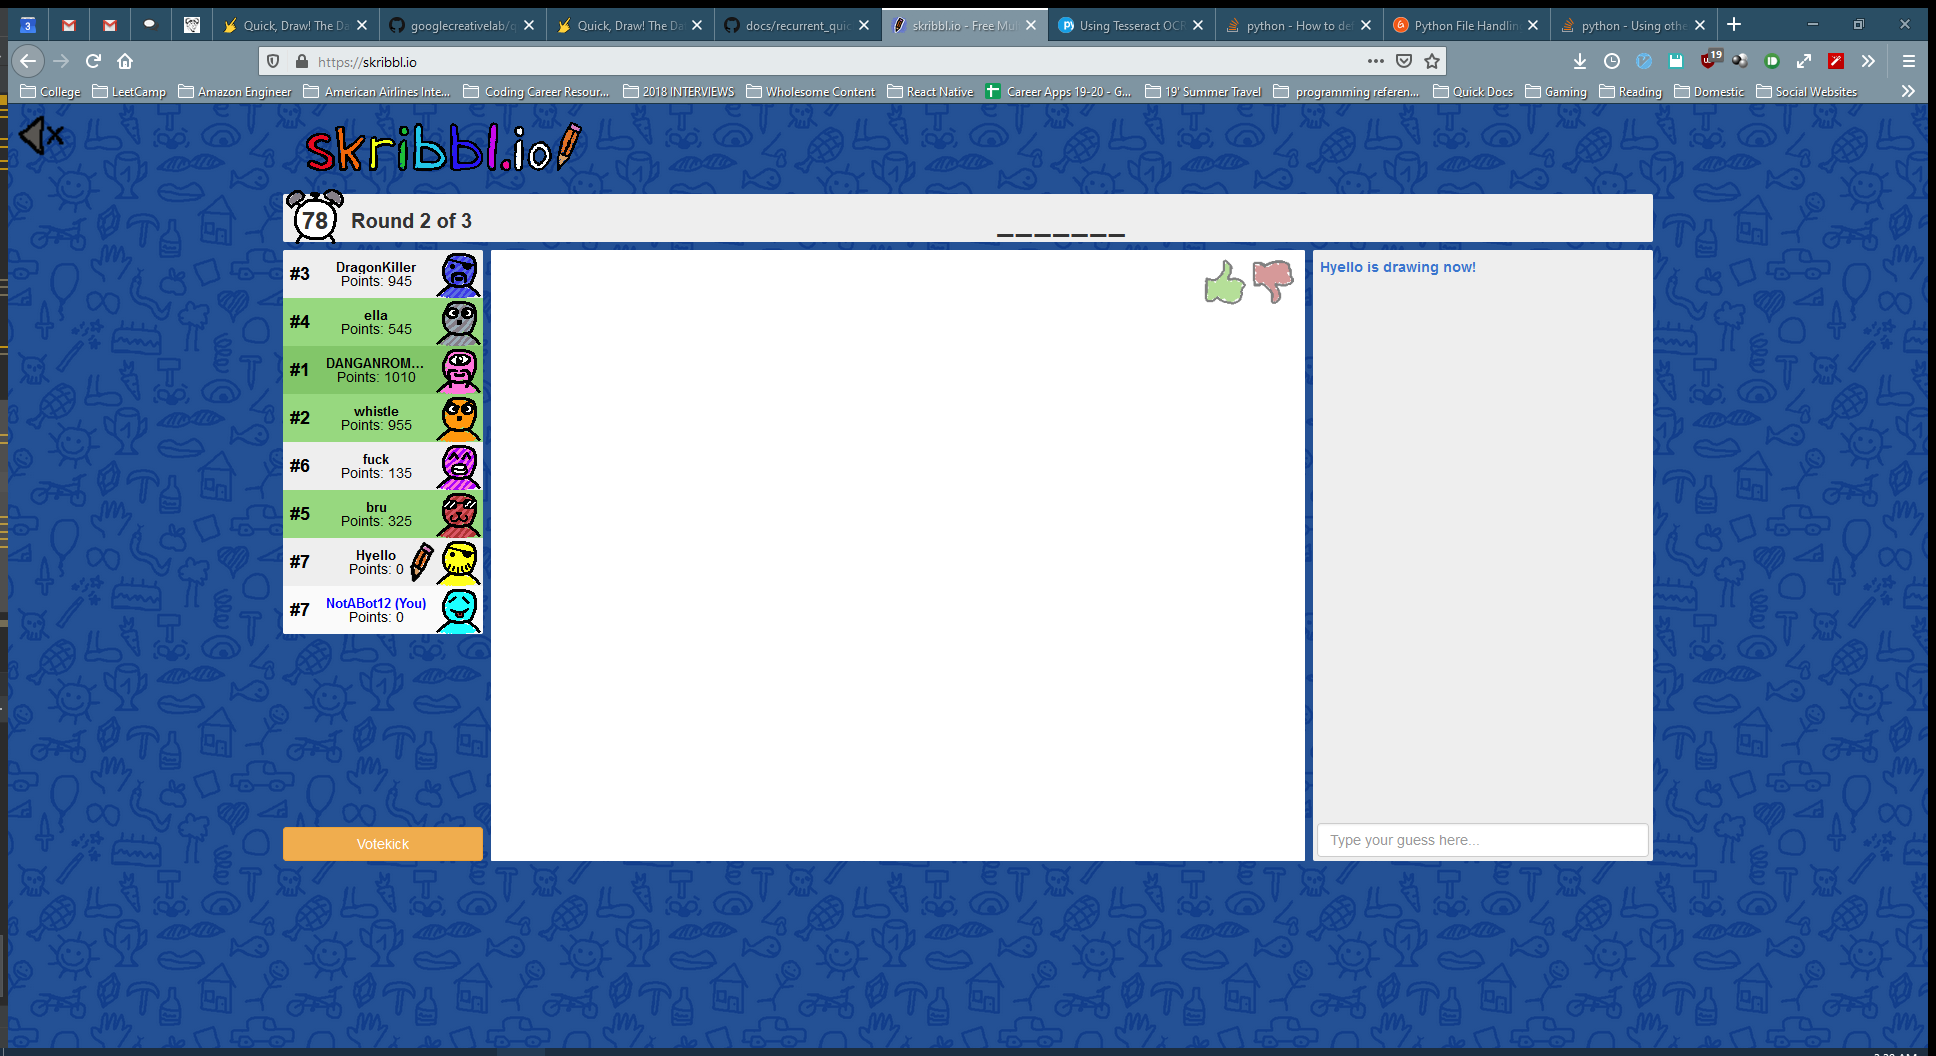 3
Quick, Draw! The Da
googlecreativelab/q
Quick, Draw! The Da
docs/recurrent_quic
skribbl.io - Free Mul
Using Tesseract OCR
python - How to def
Python File Handlin
python - Using othe
https://skribbl.io
19
College
LeetCamp
Amazon Engineer
American Airlines Inte...
Coding Career Resour...
2018 INTERVIEWS
Wholesome Content
React Native
Career Apps 19-20 - G...
19' Summer Travel
programming referen...
Quick Docs
Gaming
Reading
Domestic
Social Websites
skribbl.io
78
Round 2 of 3
_______
#3
DragonKiller
Points: 945
#4
ella
Points: 545
#1
DANGANROM...
Points: 1010
#2
whistle
Points: 955
#6
fuck
Points: 135
#5
bru
Points: 325
#7
Hyello
Points: 0
#7
NotABot12 (You)
Points: 0
Votekick
Hyello is drawing now!
Type your guess here...